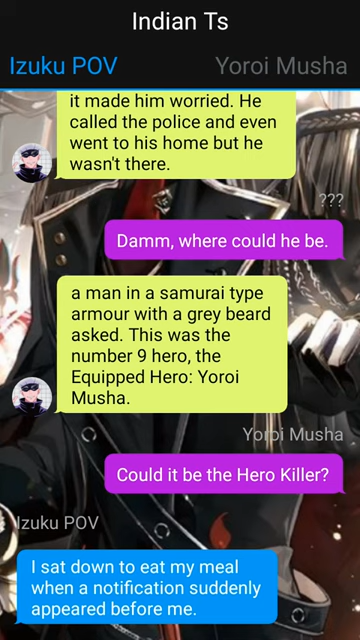 Indian Ts
Izuku POV
Yoroi Musha
it made him worried. He
called the police and even
went to his home but he
wasn't there.
???
Damm, where could he be.
a man in a samurai type
armour with a grey beard
asked. This was the
number 9 hero, the
Equipped Hero: Yoroi
Musha.
Yoroi Musha
Could it be the Hero Killer?
Izuku POV
I sat down to eat my meal
when a notification suddenly
appeared before me.